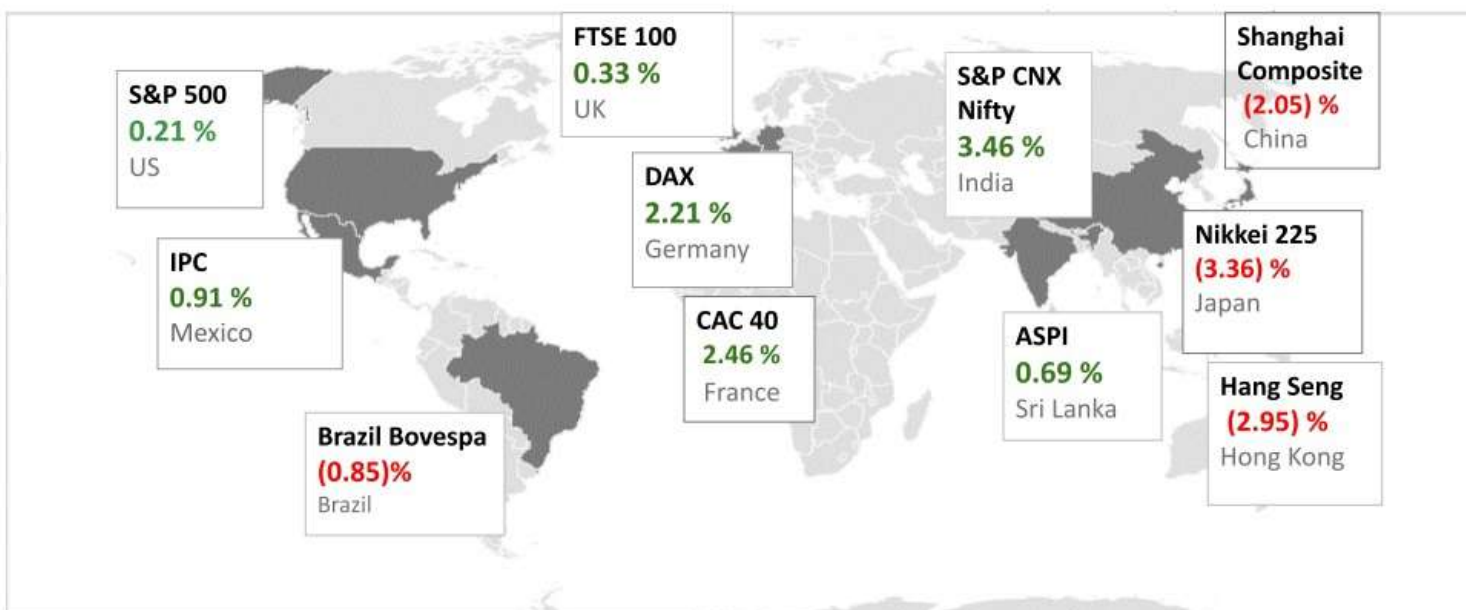 S&P 500
0.21 %
US
FTSE 100
0.33 %
UK
S&P CNX
Nifty
3.46 %
India
Shanghai
Composite
(2.05) %
China
DAX
2.21 %
Germany
Nikkei 225
(3.36) %
Japan
IPC
0.91 %
Mexico
CAC 40
2.46 %
France
ASPI
0.69 %
Sri Lanka
Hang Seng
(2.95) %
Hong Kong
Brazil Bovespa
(0.85)%
Brazil